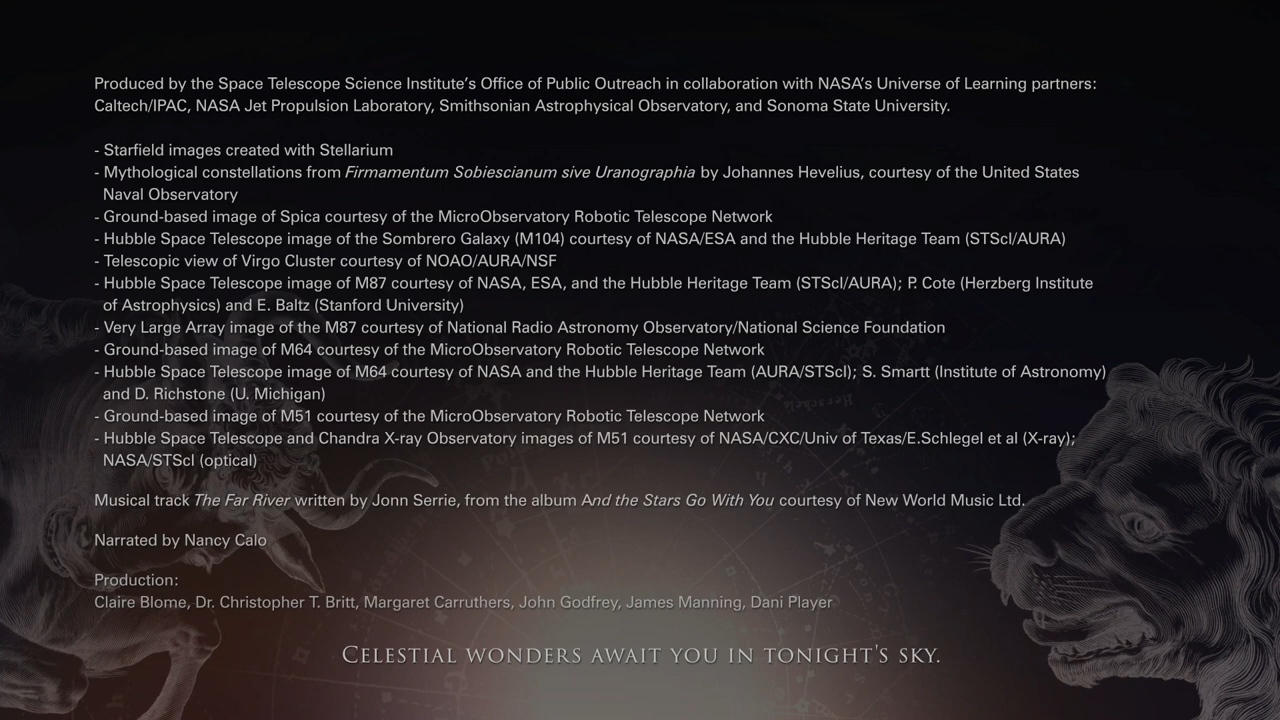 Produced by the Space Telescope Science Institute's Office of Public Outreach in collaboration with NASA's Universe of Learning partners:
Caltech/IPAC, NASA Jet Propulsion Laboratory, Smithsonian Astrophysical Observatory, and Sonoma State University.
- Starfield images created with Stellarium
- Mythological constellations from Firmamentum Sobiescianum sive Uranographia by Johannes Hevelius, courtesy of the United States
Naval Observatory
- Ground-based image of Spica courtesy of the MicroObservatory Robotic Telescope Network
- Hubble Space Telescope image of the Sombrero Galaxy (M104) courtesy of NASA/ESA and the Hubble Heritage Team (STScI/AURA)
- Telescopic view of Virgo Cluster courtesy of NOAO/AURA/NSF
- Hubble Space Telescope image of M87 courtesy of NASA, ESA, and the Hubble Heritage Team (STScI/AURA); P. Cote (Herzberg Institute
of Astrophysics) and E. Baltz (Stanford University)
- Very Large Array image of the M87 courtesy of National Radio Astronomy Observatory/National Science Foundation
- Ground-based image of M64 courtesy of the MicroObservatory Robotic Telescope Network
- Hubble Space Telescope image of M64 courtesy of NASA and the Hubble Heritage Team (AURA/STScI); S. Smartt (Institute of Astronomy)
and D. Richstone (U. Michigan)
- Ground-based image of M51 courtesy of the MicroObservatory Robotic Telescope Network
- Hubble Space Telescope and Chandra X-ray Observatory images of M51 courtesy of NASA/CXC/Univ of Texas/E.Schlegel et al (X-ray);
NASA/STScI (optical)
Musical track The Far River written by Jonn Serrie, from the album And the Stars Go With You courtesy of New World Music Ltd.
Narrated by Nancy Calo
Production:
Claire Blome, Dr. Christopher T. Britt, Margaret Carruthers, John Godfrey, James Manning, Dani Player
CELESTIAL WONDERS AWAIT YOU IN TONIGHT'S SKY.